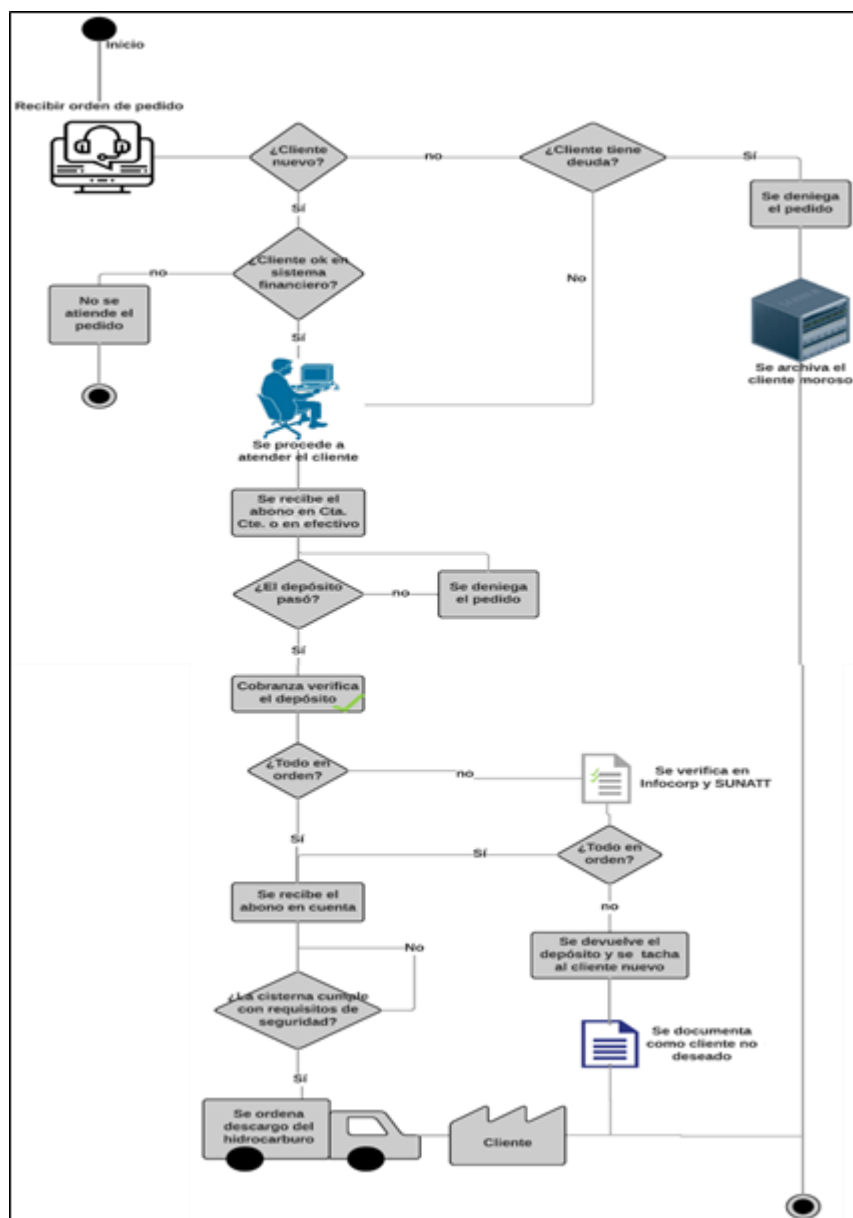 Inicio
Recibir orden de pedido
¿Cliente
nuevo?
no
¿Cliente tiene
deuda?
Sí
Se deniega
el pedido
Sí
¿Cliente ok en
sistema
financiero?
no
No se
atiende el
pedido
No
Sí
Se archiva el
cliente moroso
Se procede a
atender el cliente
Se recibe el
abono en Cta.
Cte. o en efectivo
¿El depósito
pasó?
no
Se deniega
el pedido
Sí
Cobranza verifica
el depósito
¿Todo en
orden?
no
Se verifica en
Infocorp y SUNATT
Sí
Sí
¿Todo en
orden?
Se recibe el
abono en cuenta
no
No
Se devuelve el
depósito y se tacha
al cliente nuevo
¿La cisterna cumple
con requisitos de
seguridad?
Se documenta
como cliente no
deseado
Sí
Se ordena
descargo del
hidrocarburo
Cliente